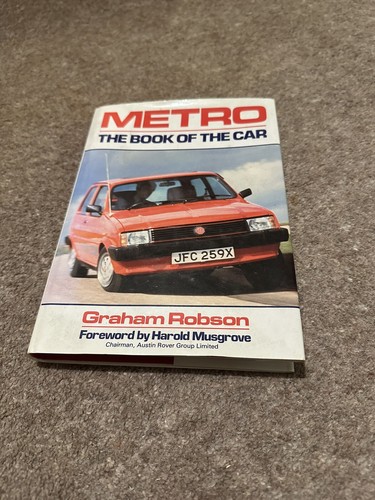 METRO
THE BOOK OF THE CAR
JFC 259X
Graham Robson
Foreword by Harold Musgrove
Chairman, Austin Rover Group Limited